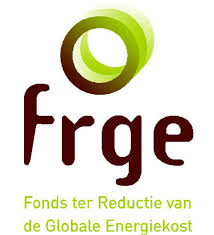 frge
Fonds ter Reductie van
de Globale Energiekost